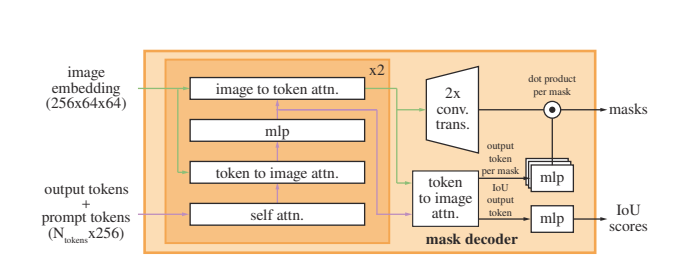 image
embedding
(256x64x64)
output tokens
+
prompt tokens
(N_tokens x256)
x2
image to token attn.
mlp
token to image attn.
self attn.
2x
conv.
trans.
token
to image
attn.
mask decoder
dot product
per mask
output
token
per mask
IoU
output
token
mlp
mlp
masks
IoU
scores